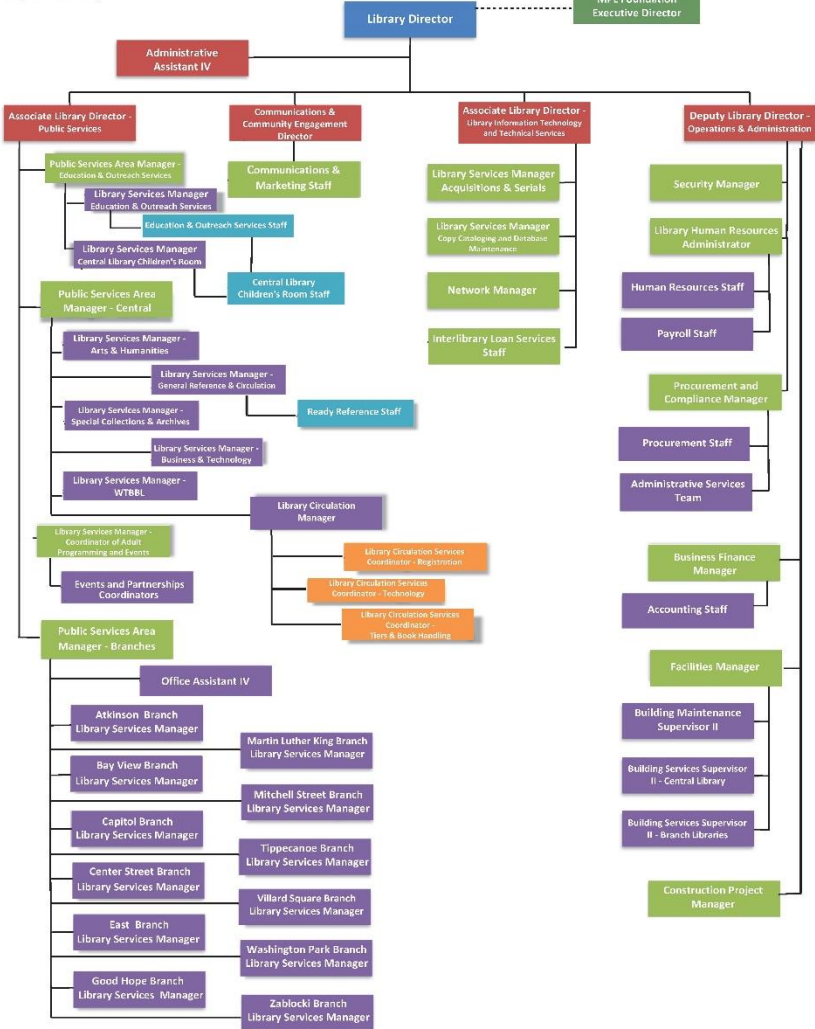 Library Director
MPL Foundation
Executive Director
Administrative
Assistant IV
Associate Library Director -
Public Services
Communications &
Community Engagement
Director
Associate Library Director -
Library Information Technology
and Technical Services
Deputy Library Director -
Operations & Administration
Public Services Area Manager -
Education & Outreach Services
Library Services Manager
Education & Outreach Services
Education & Outreach Services Staff
Library Services Manager
Central Library Children's Room
Central Library
Children's Room Staff
Public Services Area
Manager - Central
Library Services Manager -
Arts & Humanities
Library Services Manager -
General Reference & Circulation
Ready Reference Staff
Library Services Manager -
Special Collections & Archives
Library Services Manager -
Business & Technology
Library Services Manager -
WTBBL
Library Circulation
Manager
Library Circulation Services
Coordinator - Registration
Library Circulation Services
Coordinator - Technology
Library Circulation Services
Coordinator -
Tiers & Book Handling
Library Services Manager -
Coordinator of Adult
Programming and Events
Events and Partnerships
Coordinators
Public Services Area
Manager - Branches
Office Assistant IV
Atkinson Branch
Library Services Manager
Martin Luther King Branch
Library Services Manager
Bay View Branch
Library Services Manager
Mitchell Street Branch
Library Services Manager
Capitol Branch
Library Services Manager
Tippecanoe Branch
Library Services Manager
Center Street Branch
Library Services Manager
Villard Square Branch
Library Services Manager
East Branch
Library Services Manager
Washington Park Branch
Library Services Manager
Good Hope Branch
Library Services Manager
Zablocki Branch
Library Services Manager
Communications &
Marketing Staff
Library Services Manager
Acquisitions & Serials
Library Services Manager
Copy Cataloging and Database
Maintenance
Network Manager
Interlibrary Loan Services
Staff
Security Manager
Library Human Resources
Administrator
Human Resources Staff
Payroll Staff
Procurement and
Compliance Manager
Procurement Staff
Administrative Services
Team
Business Finance
Manager
Accounting Staff
Facilities Manager
Building Maintenance
Supervisor II
Building Services Supervisor
II - Central Library
Building Services Supervisor
II - Branch Libraries
Construction Project
Manager